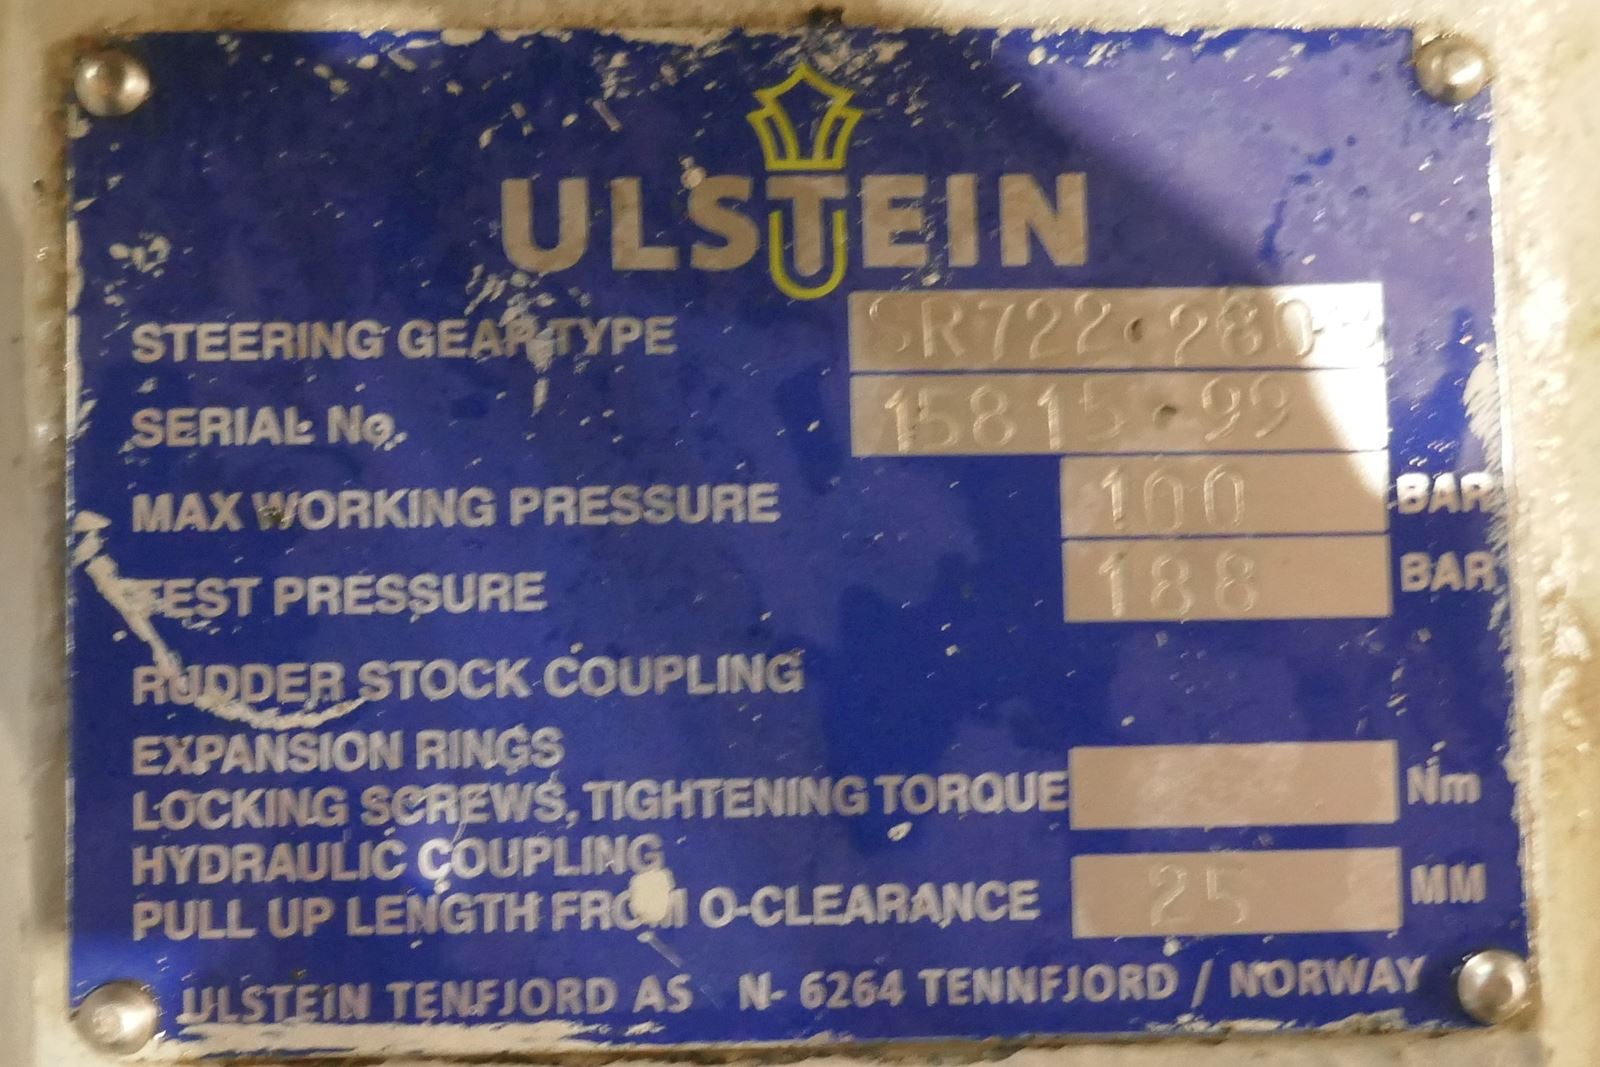 ULSTEIN
STEERING GEAR TYPE SR722·280
SERIAL No. 15815·99
MAX WORKING PRESSURE 100 BAR
TEST PRESSURE 188 BAR
RUDDER STOCK COUPLING
EXPANSION RINGS
LOCKING SCREWS, TIGHTENING TORQUE Nm
HYDRAULIC COUPLING
PULL UP LENGTH FROM O-CLEARANCE 25 MM
ULSTEIN TENFJORD AS N- 6264 TENNFJORD / NORWAY